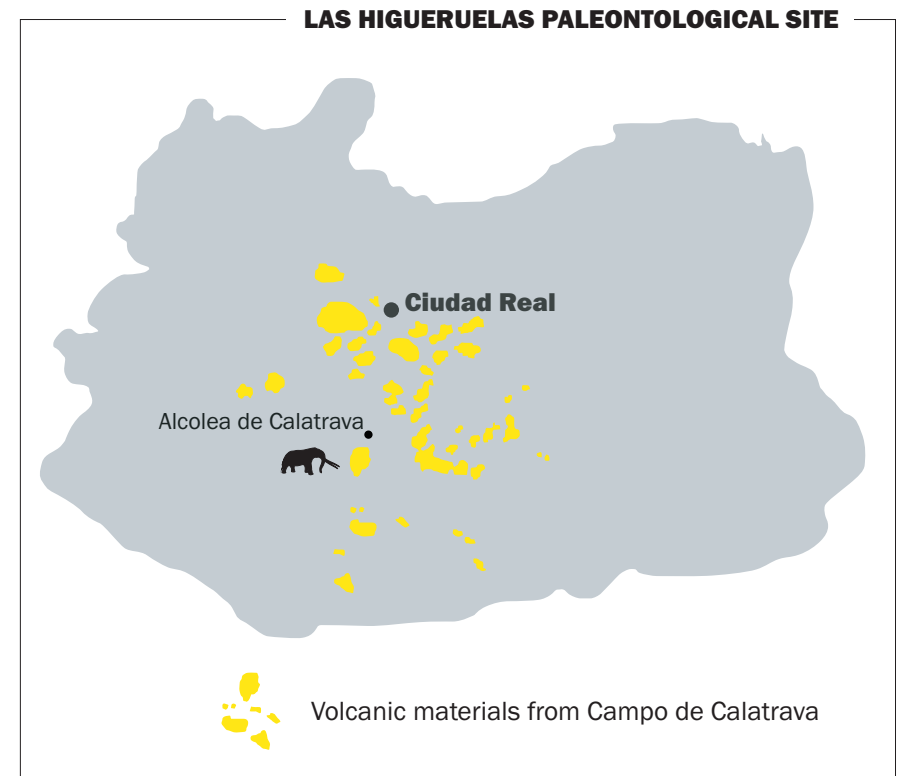 LAS HIGUERUELAS PALEONTOLOGICAL SITE
Ciudad Real
Alcolea de Calatrava
Volcanic materials from Campo de Calatrava